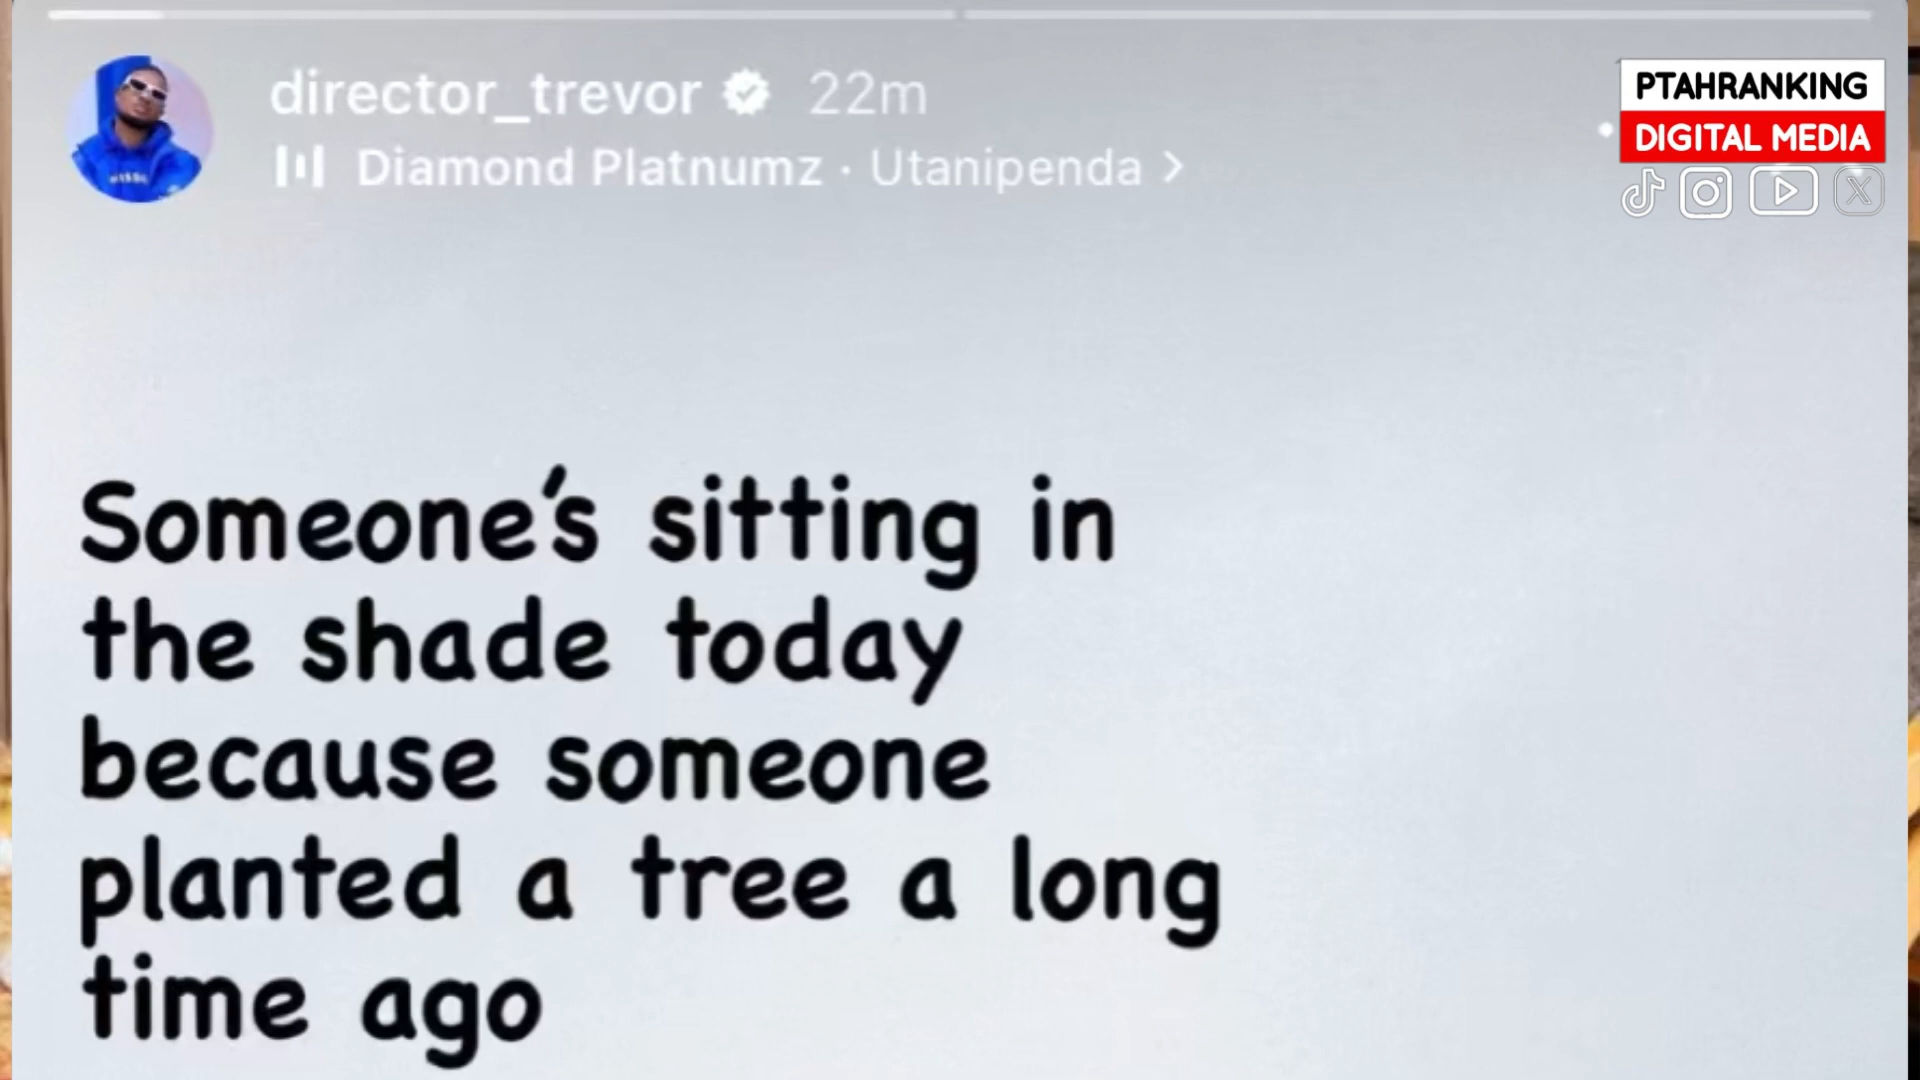 director_trevor 22m
Diamond Platnumz · Utanipenda >
PTAHRANKING
DIGITAL MEDIA
Someone's sitting in
the shade today
because someone
planted a tree a long
time ago